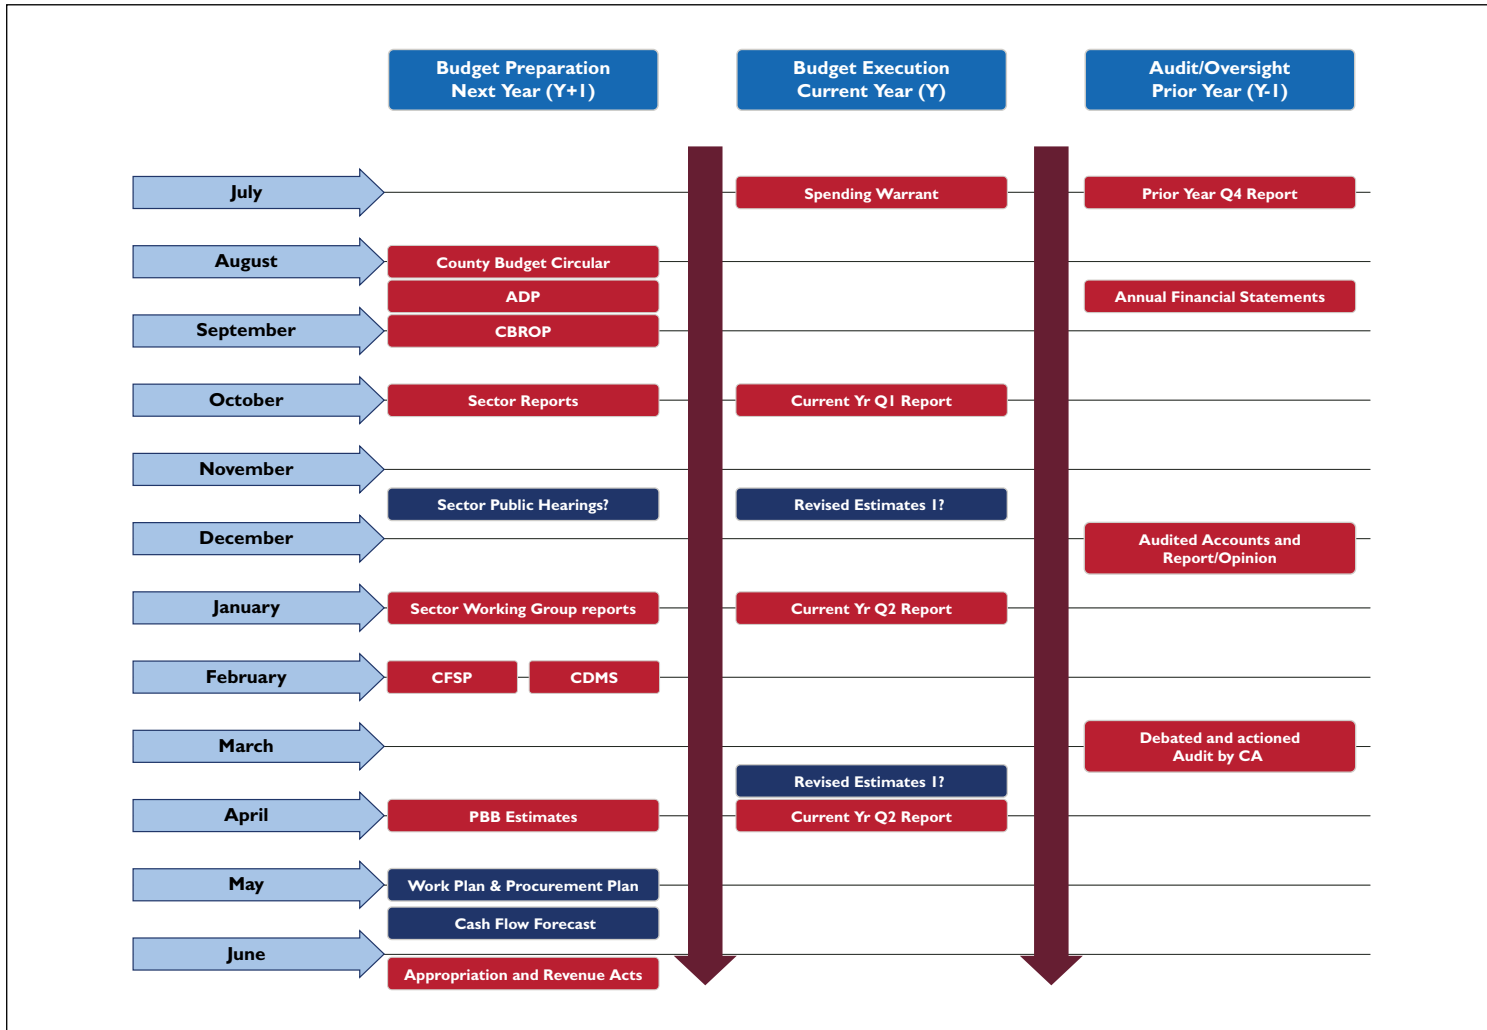 Budget Preparation
Next Year (Y+1)
Budget Execution
Current Year (Y)
Audit/Oversight
Prior Year (Y-1)
July
Spending Warrant
Prior Year Q4 Report
August
County Budget Circular
ADP
Annual Financial Statements
September
CBROP
October
Sector Reports
Current Yr Q1 Report
November
Sector Public Hearings?
Revised Estimates 1?
December
Audited Accounts and
Report/Opinion
January
Sector Working Group reports
Current Yr Q2 Report
February
CFSP
CDMS
March
Debated and actioned
Audit by CA
Revised Estimates 1?
April
PBB Estimates
Current Yr Q2 Report
May
Work Plan & Procurement Plan
Cash Flow Forecast
June
Appropriation and Revenue Acts